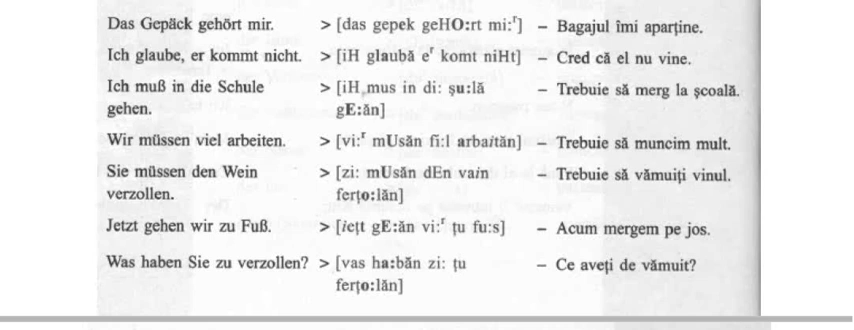 Das Gepäck gehört mir. > [das gepek geHO:rt mi:ʳ] – Bagajul îmi aparține.
Ich glaube, er kommt nicht. > [iH glaubă eʳ komt niHt] – Cred că el nu vine.
Ich muß in die Schule > [iH mus in di: șu:lă – Trebuie să merg la școală.
gehen. gE:ăn]
Wir müssen viel arbeiten. > [vi:ʳ mUsăn fi:l arbaităn] – Trebuie să muncim mult.
Sie müssen den Wein > [zi: mUsăn dEn vain – Trebuie să vămuiți vinul.
verzollen. ferțo:lăn]
Jetzt gehen wir zu Fuß. > [iețt gE:ăn vi:ʳ țu fu:s] – Acum mergem pe jos.
Was haben Sie zu verzollen? > [vas ha:băn zi: țu – Ce aveți de vămuit?
ferțo:lăn]